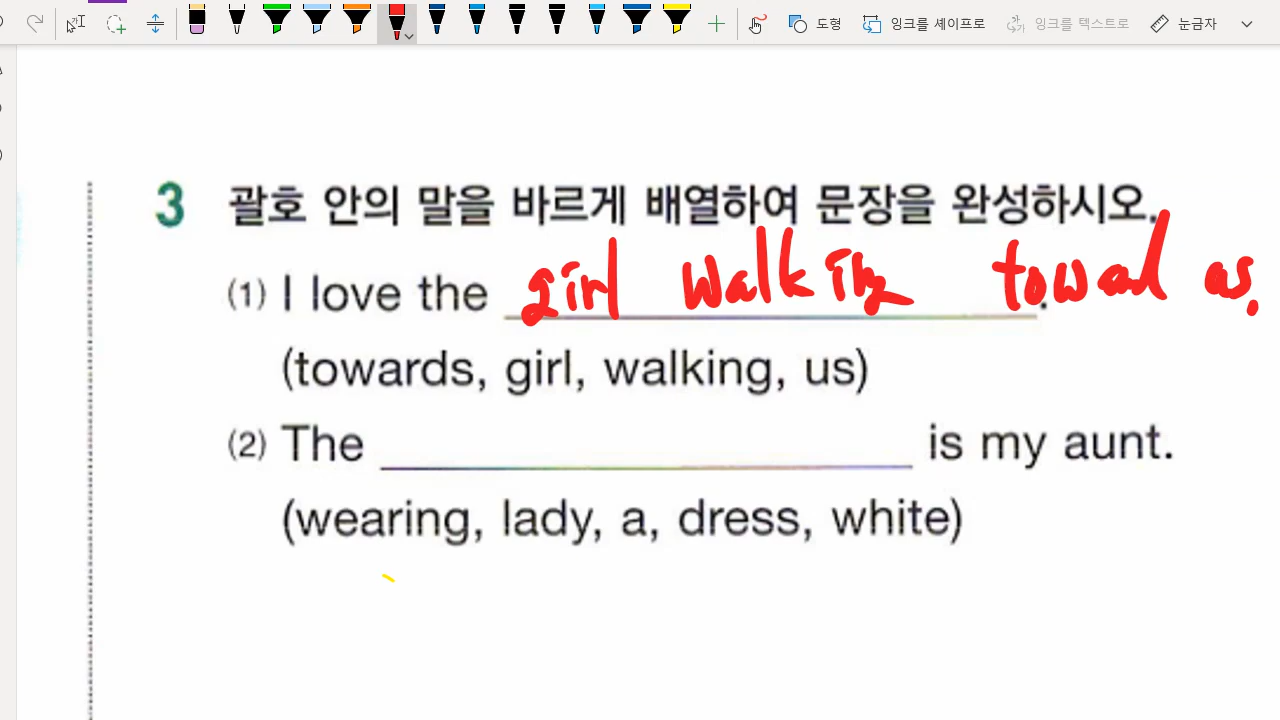 도형 잉크를 셰이프로 잉크를 텍스트로 눈금자
3 괄호 안의 말을 바르게 배열하여 문장을 완성하시오.
(1) I love the girl walking toward us.
(towards, girl, walking, us)
(2) The is my aunt.
(wearing, lady, a, dress, white)